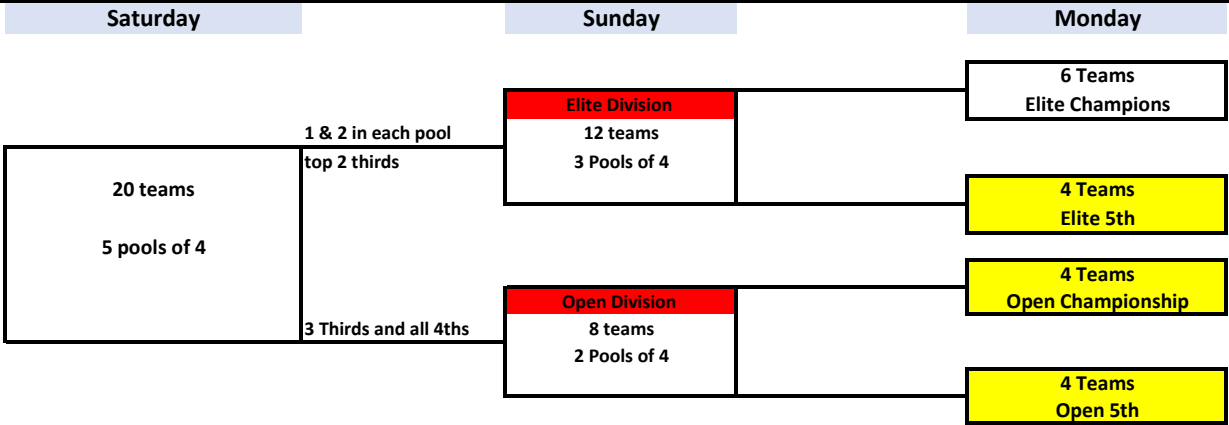 Saturday
Sunday
Monday
6 Teams
Elite Champions
Elite Division
1 & 2 in each pool
12 teams
top 2 thirds
3 Pools of 4
20 teams
4 Teams
Elite 5th
5 pools of 4
4 Teams
Open Championship
Open Division
3 Thirds and all 4ths
8 teams
2 Pools of 4
4 Teams
Open 5th